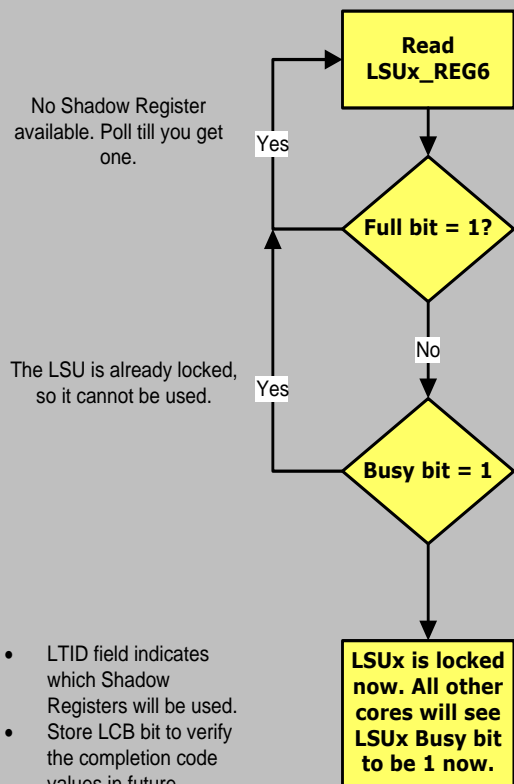 Read
LSUx_REG6
No Shadow Register
available. Poll till you get
one.
Yes
Full bit = 1?
No
The LSU is already locked,
so it cannot be used.
Yes
Busy bit = 1
• LTID field indicates
which Shadow
Registers will be used.
• Store LCB bit to verify
the completion code
values in future
LSUx is locked
now. All other
cores will see
LSUx Busy bit
to be 1 now.